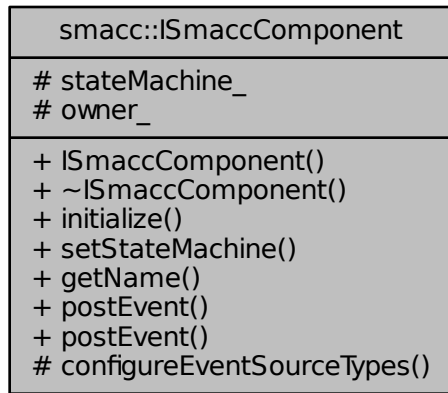 smacc::ISmaccComponent
# stateMachine_
# owner_
+ ISmaccComponent()
+ ~ISmaccComponent()
+ initialize()
+ setStateMachine()
+ getName()
+ postEvent()
+ postEvent()
# configureEventSourceTypes()